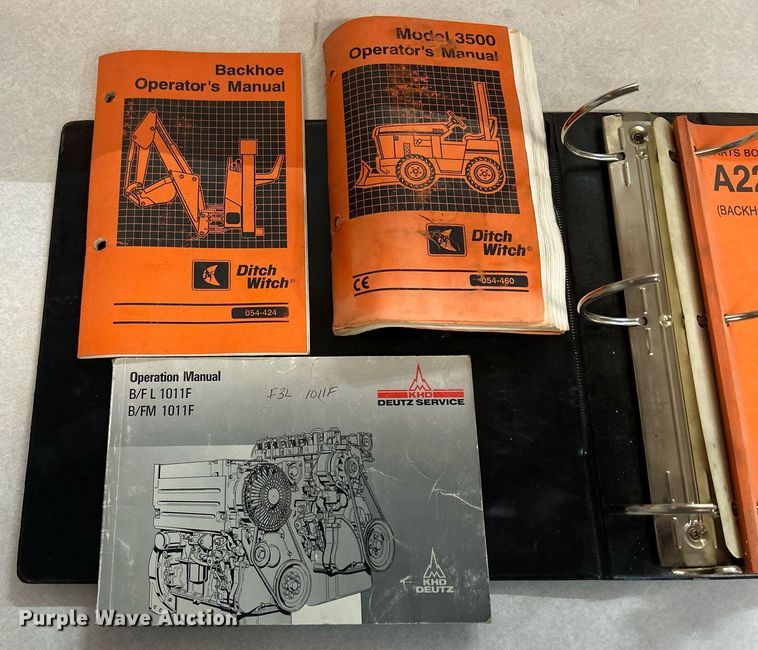 Backhoe
Operator's Manual
Ditch
Witch®
054-424
Model 3500
Operator's Manual
Ditch
Witch®
CE
054-460
A22
(BACKH
Operation Manual
B/F L 1011F
B/FM 1011F
F3L 1011F
KHD
DEUTZ SERVICE
KHD
DEUTZ
Purple Wave Auction